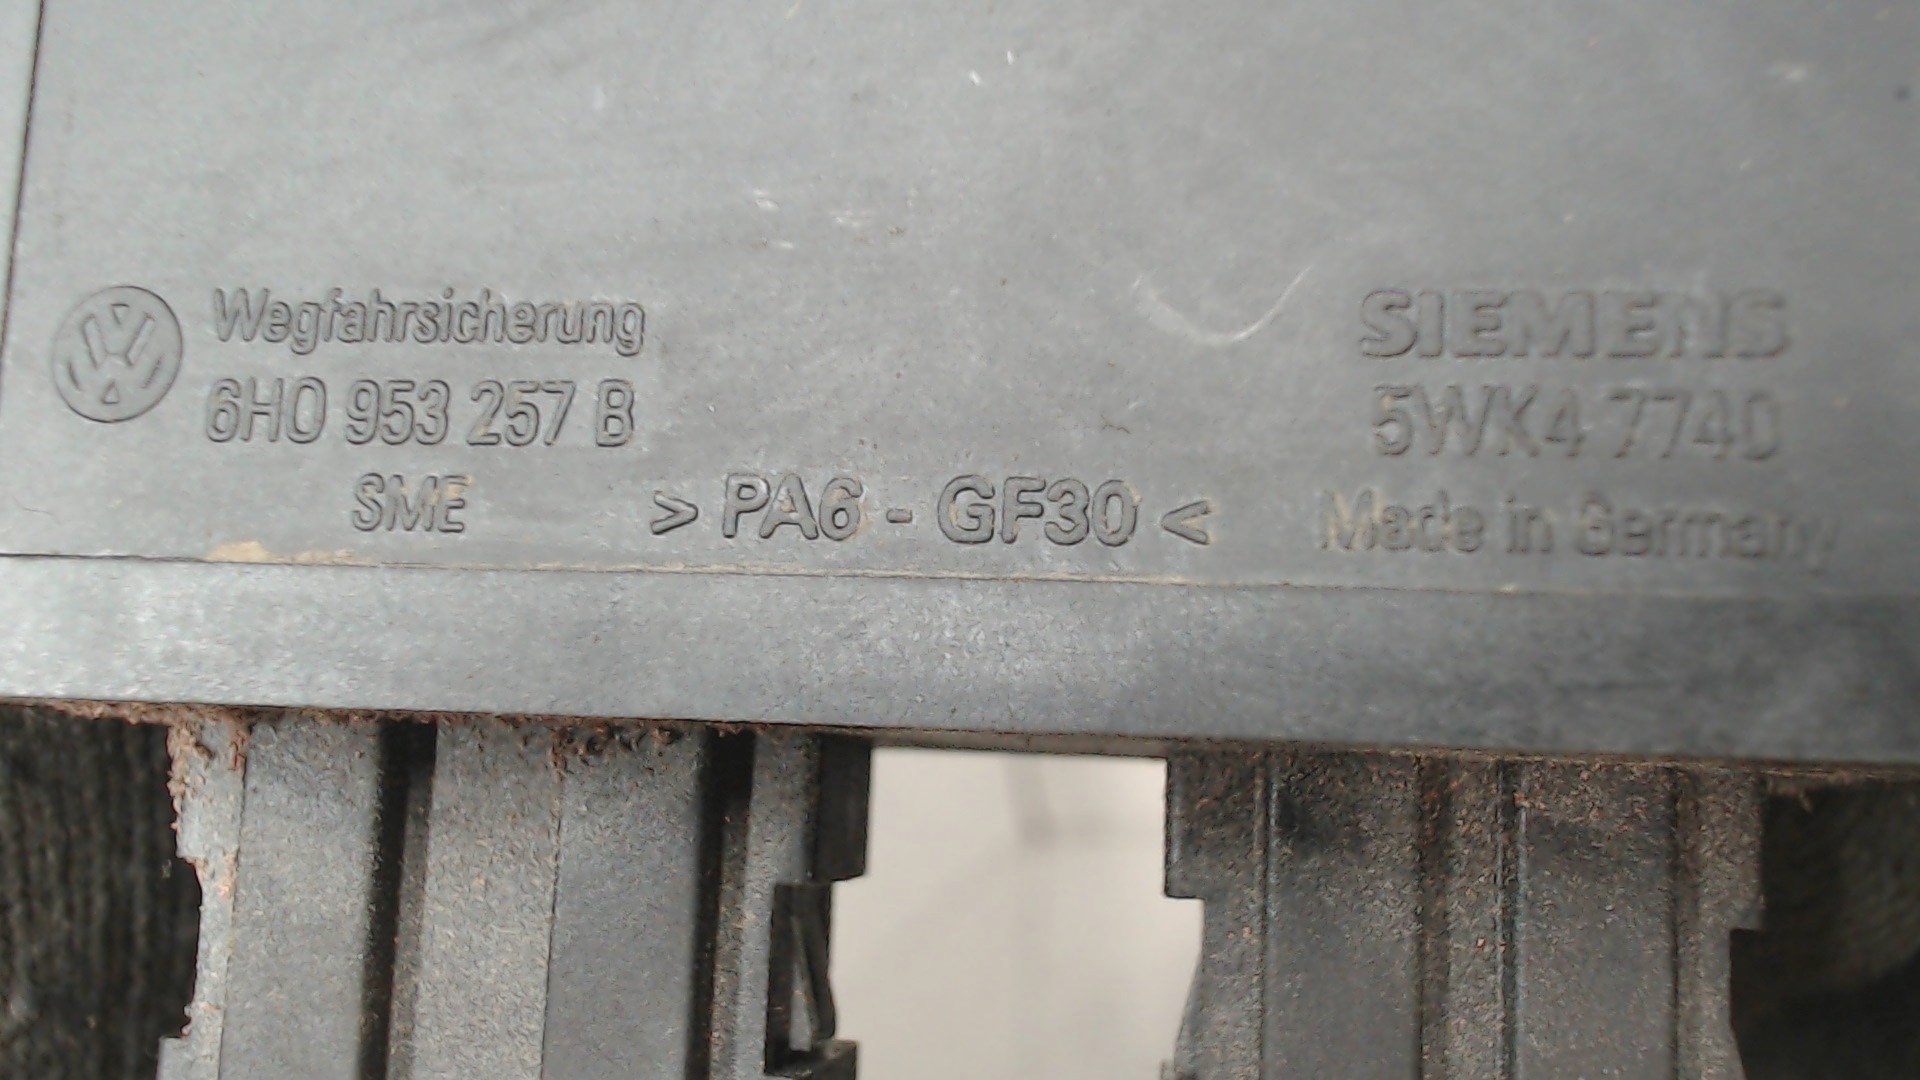 Wegfahrsicherung
6H0 953 257 B
SME
> PA6 - GF30 <
SIEMENS
5WK4 7740
Made in Germany